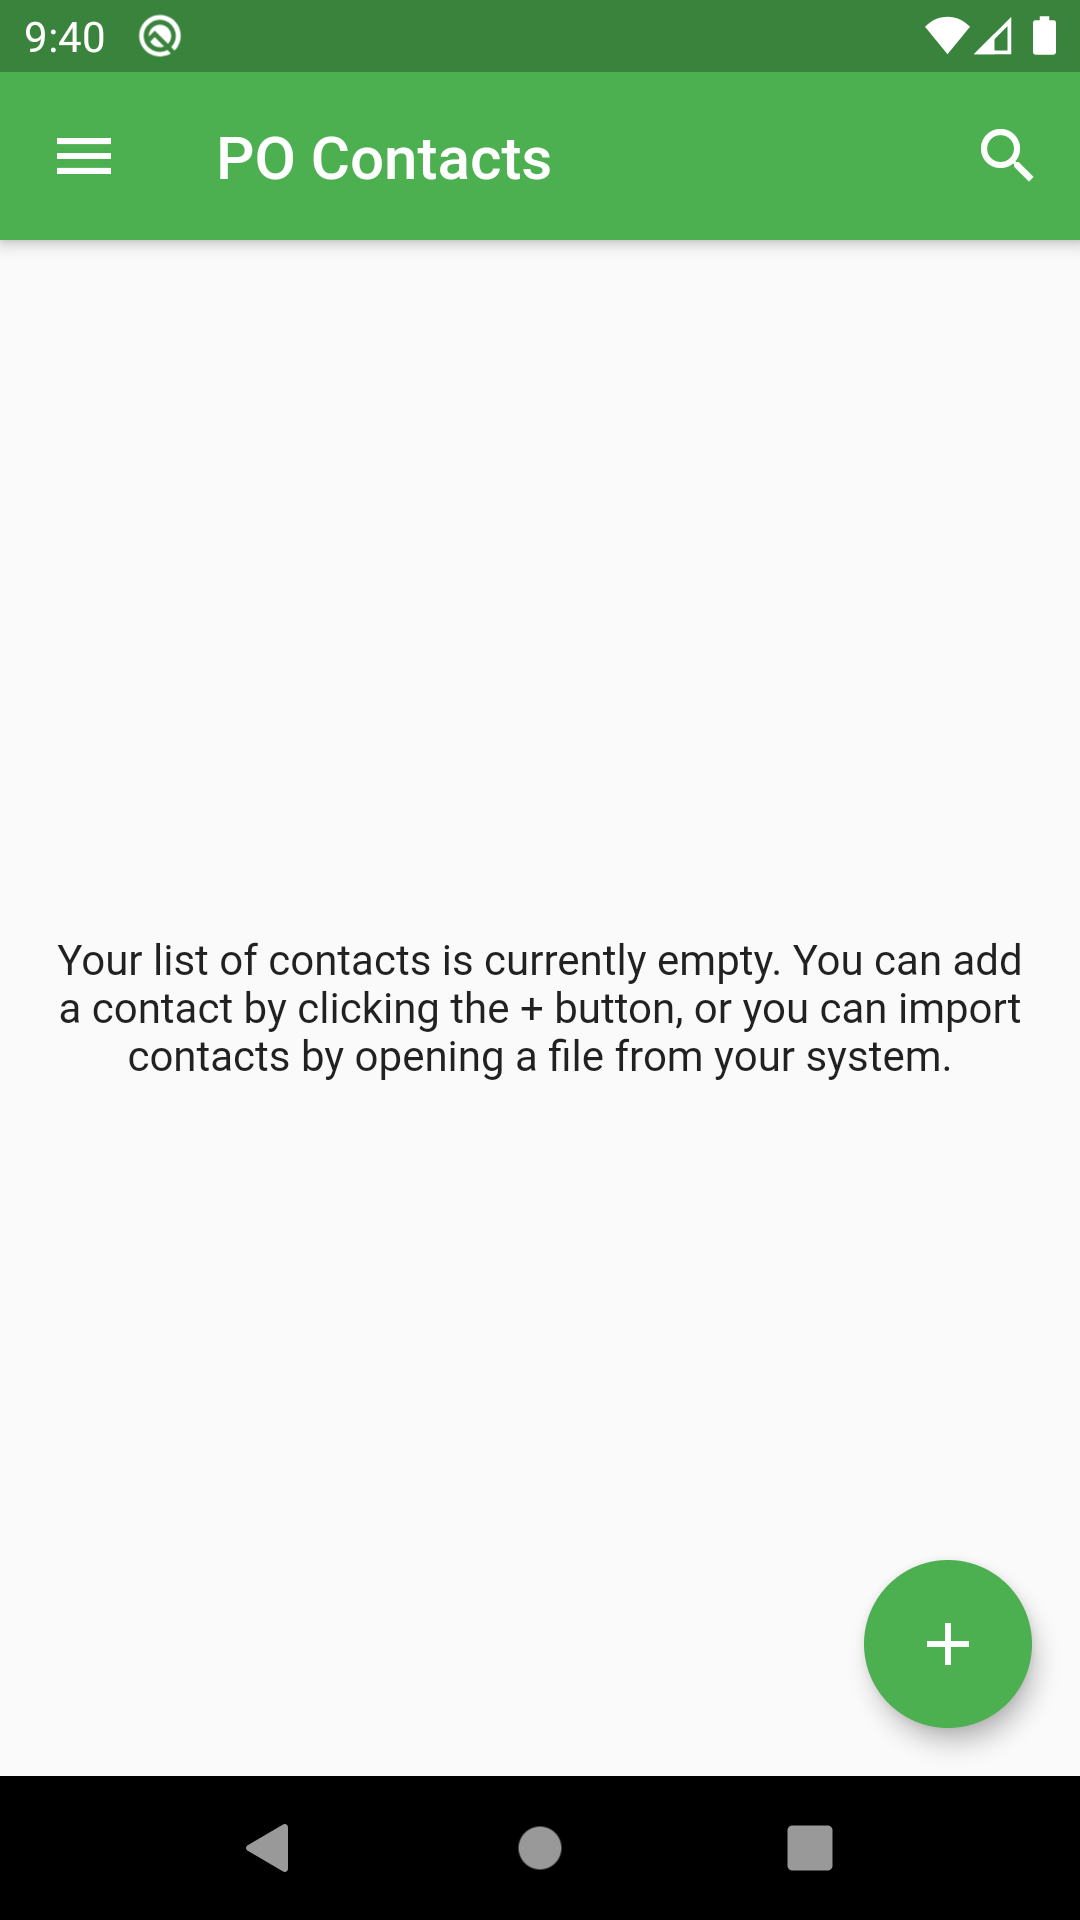 9:40
PO Contacts
Your list of contacts is currently empty. You can add
a contact by clicking the + button, or you can import
contacts by opening a file from your system.